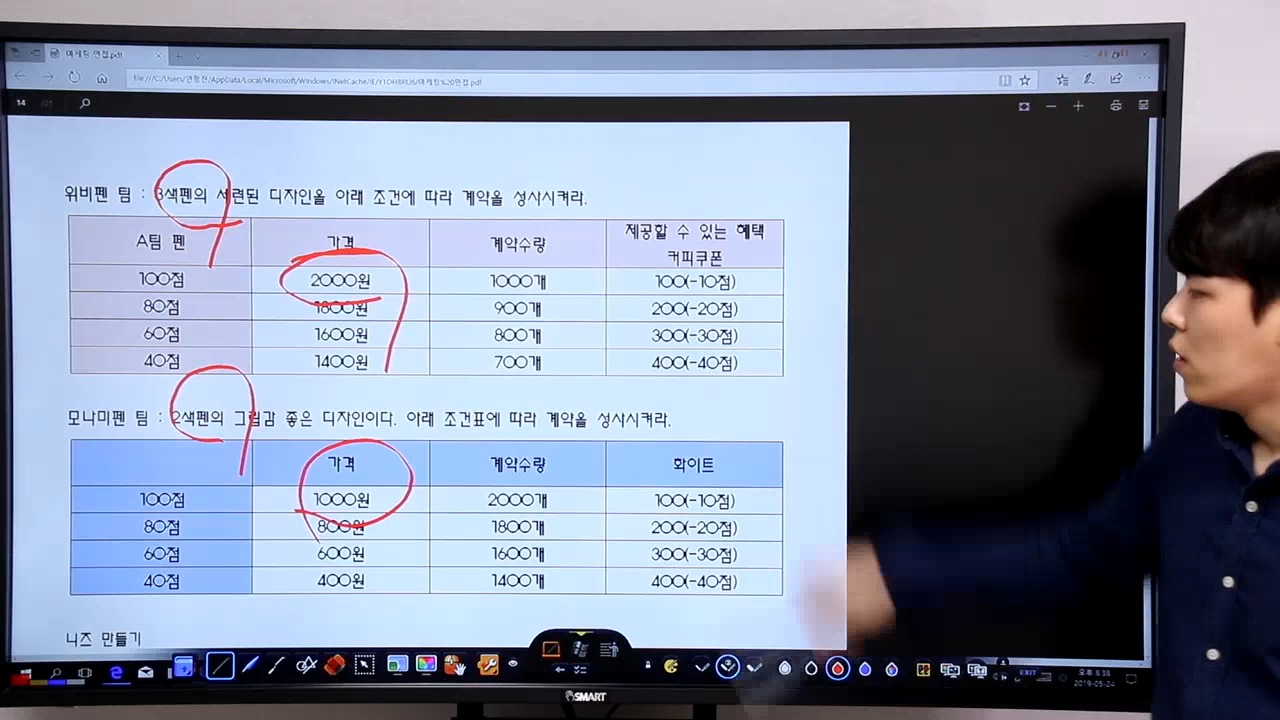 마케팅 면접.pdf
14
위비펜 팀 : 3색펜의 세련된 디자인을 아래 조건에 따라 계약을 성사시켜라.
A팀 펜 가격 계약수량 제공할 수 있는 혜택 커피쿠폰
100점 2000원 1000개 100(-10점)
80점 1800원 900개 200(-20점)
60점 1600원 800개 300(-30점)
40점 1400원 700개 400(-40점)
모나미펜 팀 : 2색펜의 그립감 좋은 디자인이다. 아래 조건표에 따라 계약을 성사시켜라.
가격 계약수량 화이트
100점 1000원 2000개 100(-10점)
80점 800원 1800개 200(-20점)
60점 600원 1600개 300(-30점)
40점 400원 1400개 400(-40점)
니즈 만들기
EXIT
2019-05-24
SMART